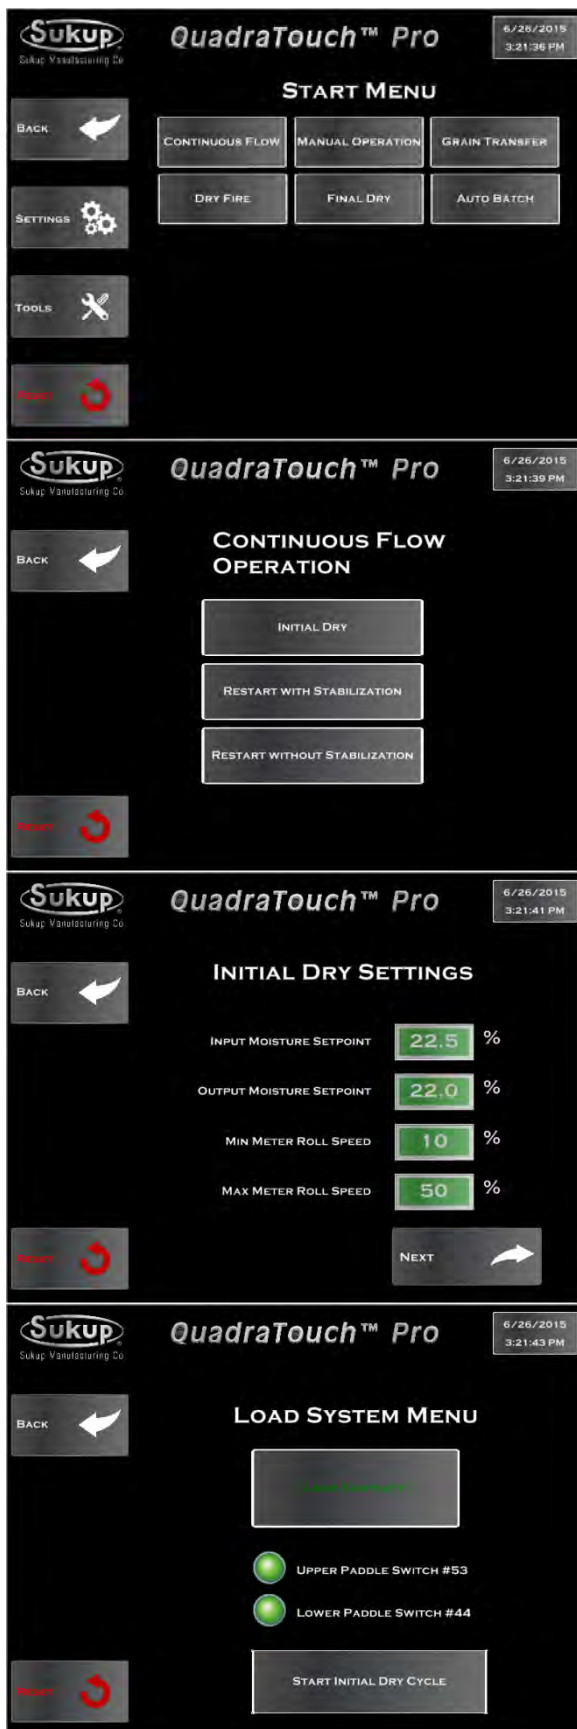 Sukup
Sukup Manufacturing Co
QuadraTouch™ Pro
6/26/2015
3:21:36 PM
START MENU
BACK
CONTINUOUS FLOW
MANUAL OPERATION
GRAIN TRANSFER
DRY FIRE
FINAL DRY
AUTO BATCH
SETTINGS
TOOLS
RESET
Sukup
Sukup Manufacturing Co
QuadraTouch™ Pro
6/26/2015
3:21:39 PM
BACK
CONTINUOUS FLOW
OPERATION
INITIAL DRY
RESTART WITH STABILIZATION
RESTART WITHOUT STABILIZATION
RESET
Sukup
Sukup Manufacturing Co
QuadraTouch™ Pro
6/26/2015
3:21:41 PM
BACK
INITIAL DRY SETTINGS
INPUT MOISTURE SETPOINT 22.5 %
OUTPUT MOISTURE SETPOINT 22.0 %
MIN METER ROLL SPEED 10 %
MAX METER ROLL SPEED 50 %
RESET
NEXT
Sukup
Sukup Manufacturing Co
QuadraTouch™ Pro
6/26/2015
3:21:43 PM
BACK
LOAD SYSTEM MENU
UPPER PADDLE SWITCH #53
LOWER PADDLE SWITCH #44
START INITIAL DRY CYCLE
RESET